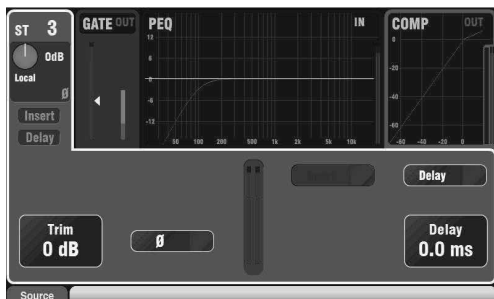 ST 3
0dB
Local
Ø
Insert
Delay
GATE OUT
PEQ IN
12
6
0
-6
-12
50 100 200 500 1k 2k 5k 10k
COMP OUT
0
-20
-40
-60
-60 -40 -20 0
Delay
Trim
0 dB
Ø
Delay
0.0 ms
Source